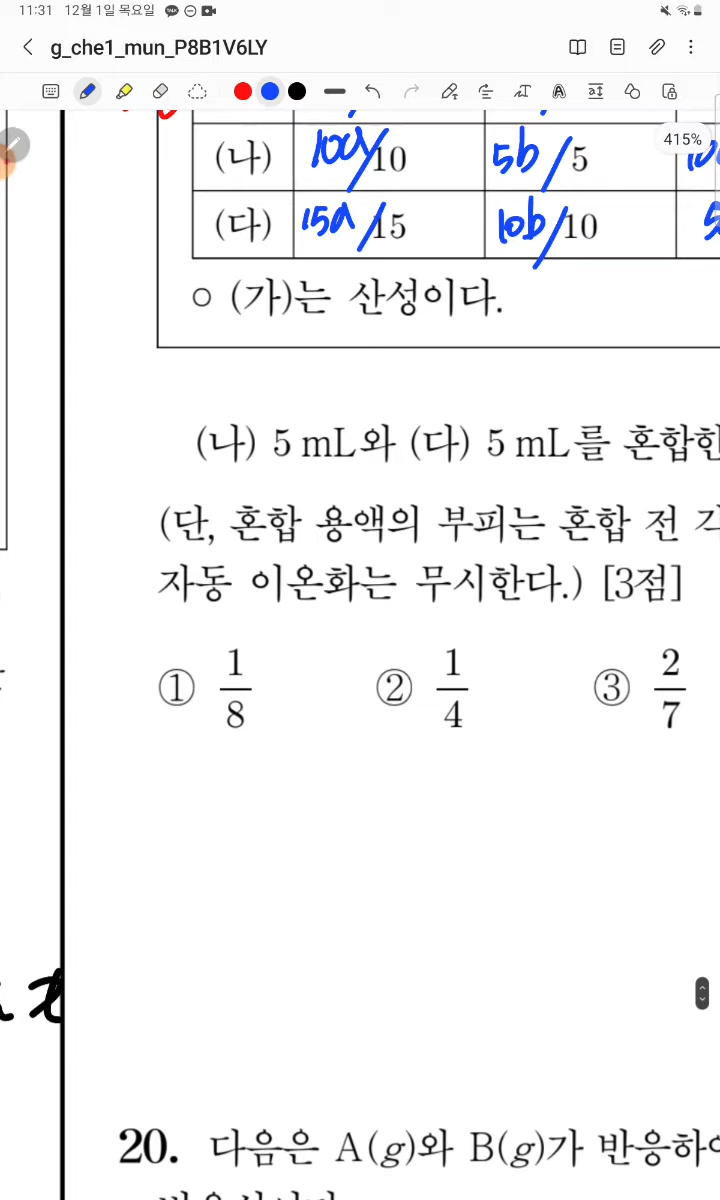 11:31 12월 1일 목요일
g_che1_mun_P8B1V6LY
415%
(나) 10a/10 5b/5
(다) 15a/15 10b/10
○ (가)는 산성이다.
(나) 5 mL와 (다) 5 mL를 혼합한
(단, 혼합 용액의 부피는 혼합 전 각
자동 이온화는 무시한다.) [3점]
① 1/8 ② 1/4 ③ 2/7
x
20. 다음은 A(g)와 B(g)가 반응하여